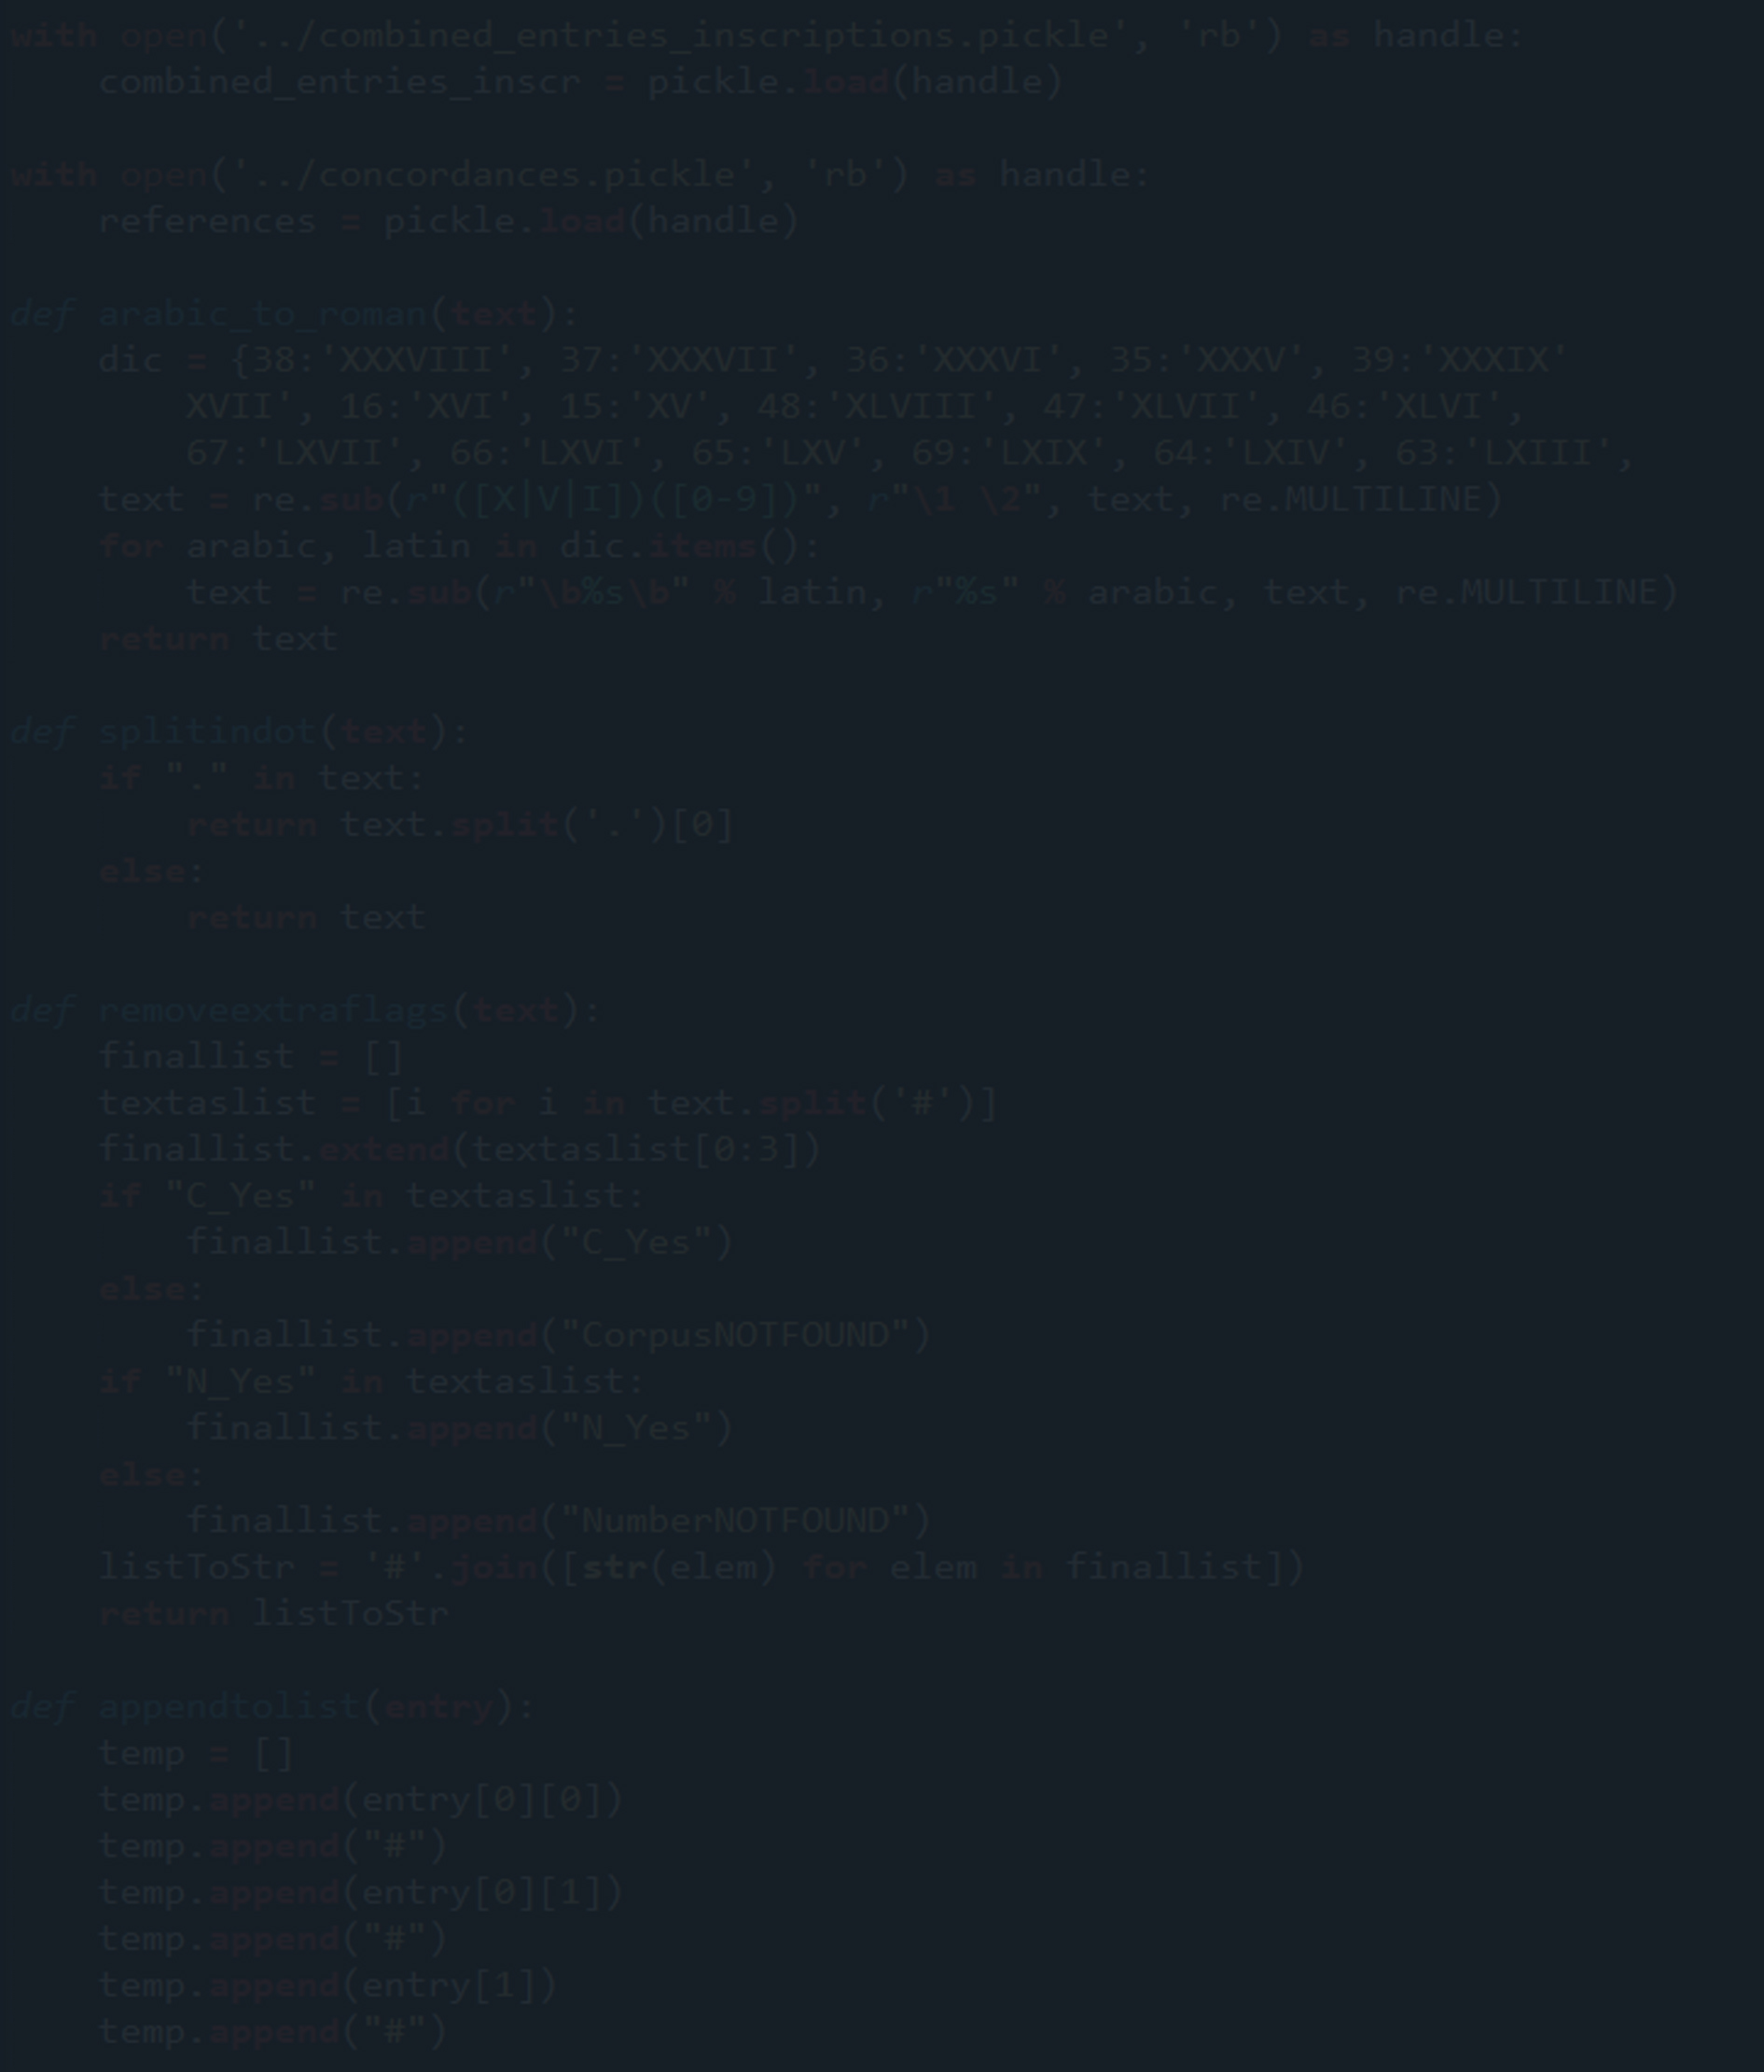 with open('../combined_entries_inscriptions.pickle', 'rb') as handle:
    combined_entries_inscr = pickle.load(handle)

with open('../concordances.pickle', 'rb') as handle:
    references = pickle.load(handle)

def arabic_to_roman(text):
    dic = {38:'XXXVIII', 37:'XXXVII', 36:'XXXVI', 35:'XXXV', 39:'XXXIX'
        XVII', 16:'XVI', 15:'XV', 48:'XLVIII', 47:'XLVII', 46:'XLVI',
        67:'LXVII', 66:'LXVI', 65:'LXV', 69:'LXIX', 64:'LXIV', 63:'LXIII',
    text = re.sub(r"([X|V|I])([0-9])", r"\1 \2", text, re.MULTILINE)
    for arabic, latin in dic.items():
        text = re.sub(r"\b%s\b" % latin, r"%s" % arabic, text, re.MULTILINE)
    return text

def splitindot(text):
    if "." in text:
        return text.split('.')[0]
    else:
        return text

def removeextraflags(text):
    finallist = []
    textaslist = [i for i in text.split('#')]
    finallist.extend(textaslist[0:3])
    if "C_Yes" in textaslist:
        finallist.append("C_Yes")
    else:
        finallist.append("CorpusNOTFOUND")
    if "N_Yes" in textaslist:
        finallist.append("N_Yes")
    else:
        finallist.append("NumberNOTFOUND")
    listToStr = '#'.join([str(elem) for elem in finallist])
    return listToStr

def appendtolist(entry):
    temp = []
    temp.append(entry[0][0])
    temp.append("#")
    temp.append(entry[0][1])
    temp.append("#")
    temp.append(entry[1])
    temp.append("#")